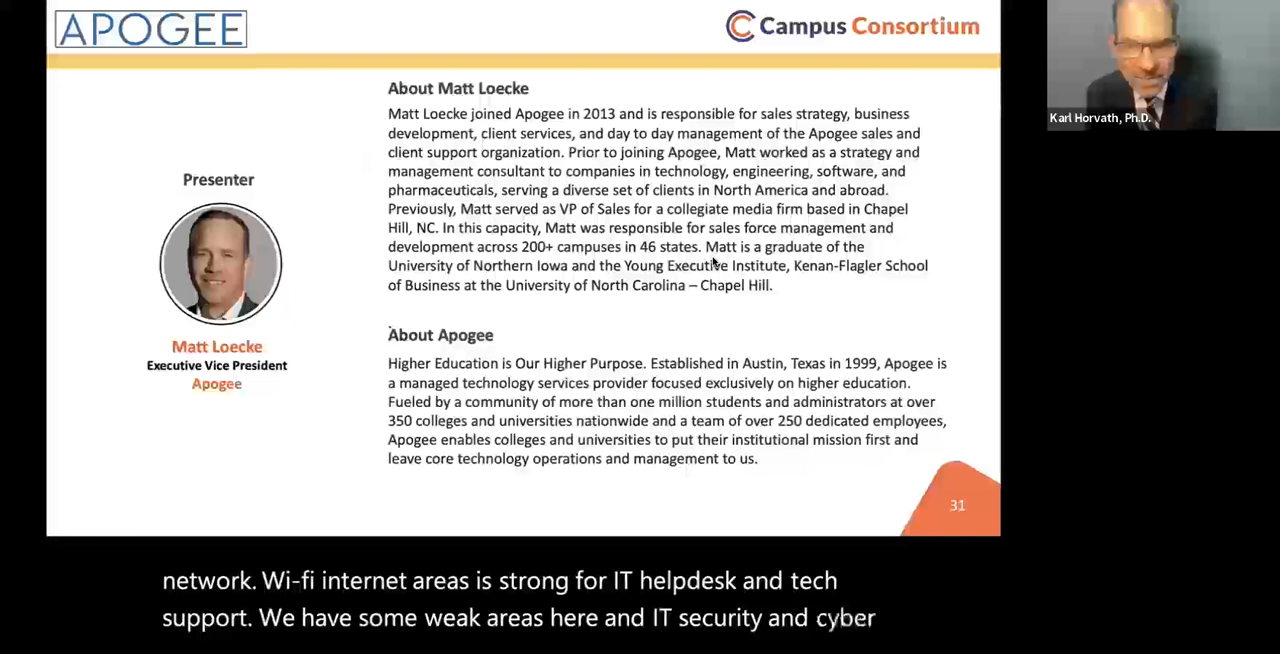 APOGEE
Campus Consortium
Karl Horvath, Ph.D.
Presenter
Matt Loecke
Executive Vice President
Apogee
About Matt Loecke
Matt Loecke joined Apogee in 2013 and is responsible for sales strategy, business
development, client services, and day to day management of the Apogee sales and
client support organization. Prior to joining Apogee, Matt worked as a strategy and
management consultant to companies in technology, engineering, software, and
pharmaceuticals, serving a diverse set of clients in North America and abroad.
Previously, Matt served as VP of Sales for a collegiate media firm based in Chapel
Hill, NC. In this capacity, Matt was responsible for sales force management and
development across 200+ campuses in 46 states. Matt is a graduate of the
University of Northern Iowa and the Young Executive Institute, Kenan-Flagler School
of Business at the University of North Carolina – Chapel Hill.
About Apogee
Higher Education is Our Higher Purpose. Established in Austin, Texas in 1999, Apogee is
a managed technology services provider focused exclusively on higher education.
Fueled by a community of more than one million students and administrators at over
350 colleges and universities nationwide and a team of over 250 dedicated employees,
Apogee enables colleges and universities to put their institutional mission first and
leave core technology operations and management to us.
31
network. Wi-fi internet areas is strong for IT helpdesk and tech
support. We have some weak areas here and IT security and cyber